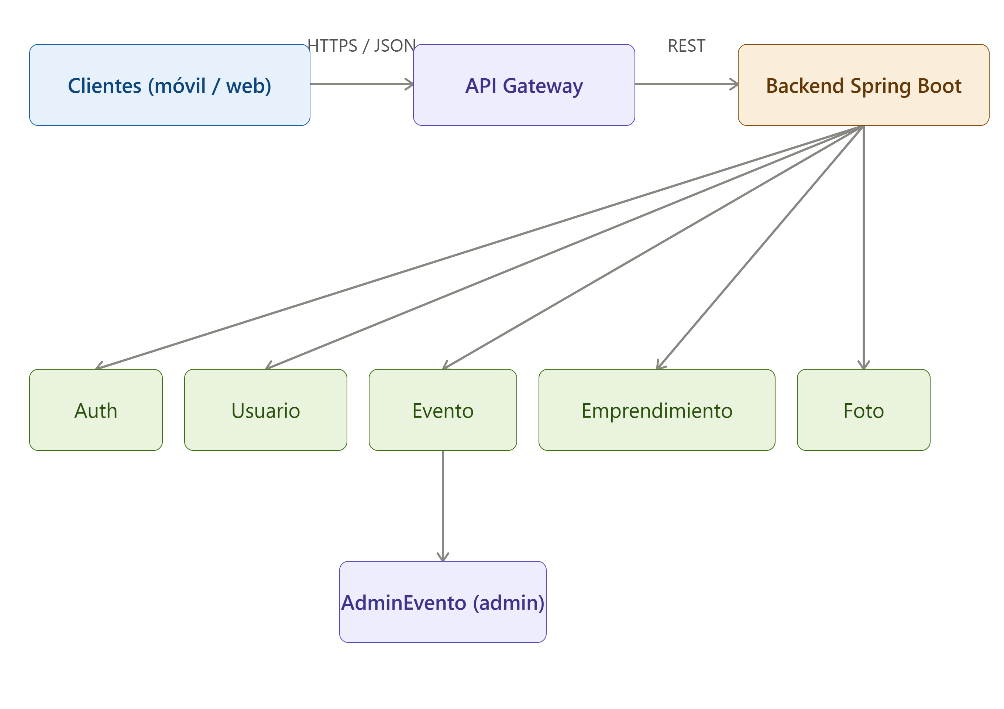 HTTPS / JSON
REST
Clientes (móvil / web)
API Gateway
Backend Spring Boot
Auth
Usuario
Evento
Emprendimiento
Foto
AdminEvento (admin)